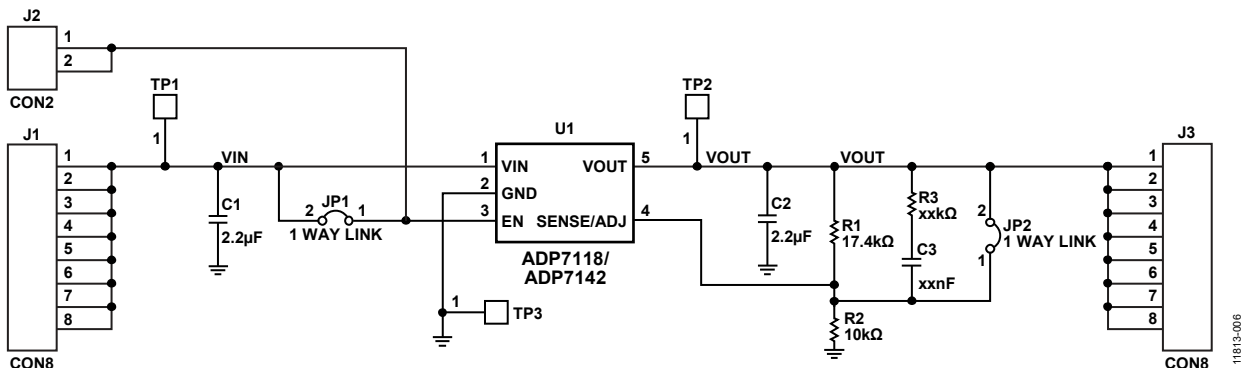 J2
1
2
CON2
TP1
1
J1
1
2
3
4
5
6
7
8
CON8
VIN
C1
2.2µF
2
JP1
1
1 WAY LINK
U1
1
VIN
2
GND
3
EN
VOUT
5
SENSE/ADJ
4
ADP7118/
ADP7142
1
TP3
TP2
1
VOUT
C2
2.2µF
VOUT
R1
17.4kΩ
R2
10kΩ
R3
xxkΩ
C3
xxnF
2
JP2
1 WAY LINK
1
J3
1
2
3
4
5
6
7
8
CON8
11813-006